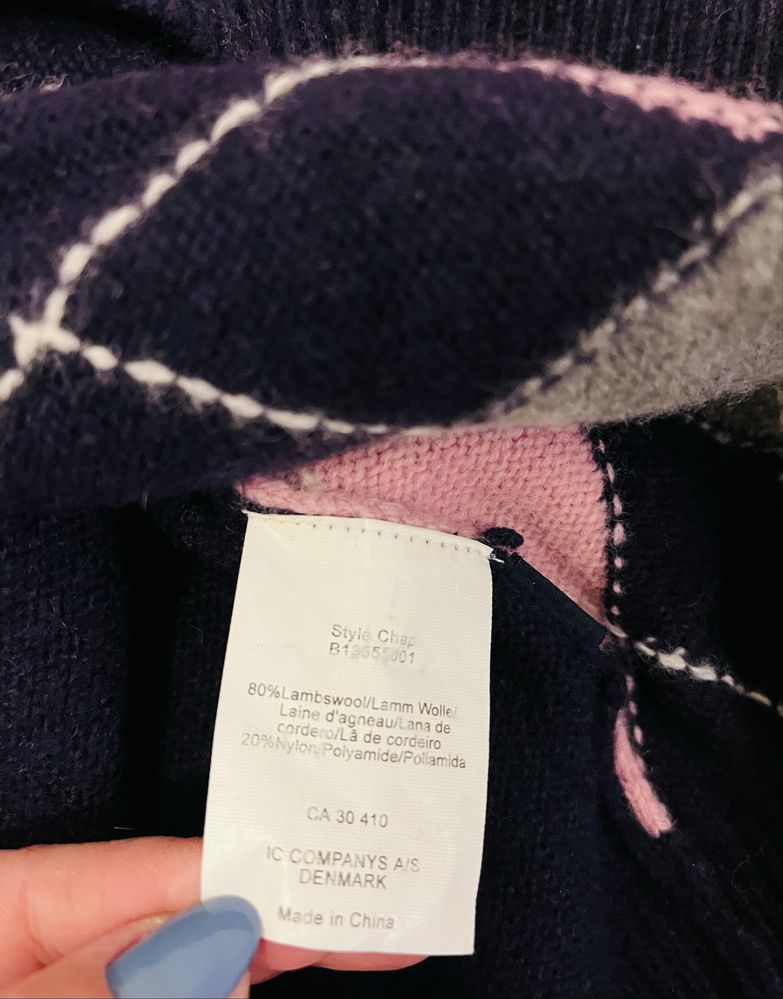 Style Chap
80%Lambswool/Lamm Wolle/
Laine d'agneau/Lana de
cordero/Lã de cordeiro
20%Nylon/Polyamide/Poliamida
CA 30 410
IC COMPANYS A/S
DENMARK
Made in China